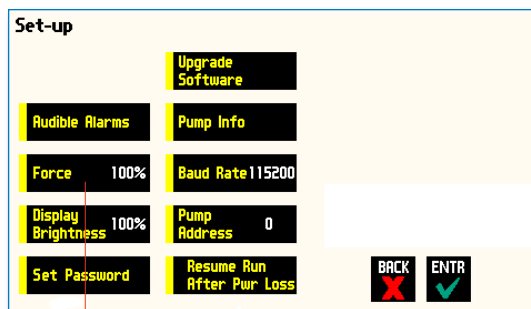 Set-up
Upgrade
Software
Audible Alarms
Pump Info
Force 100%
Baud Rate 115200
Display
Brightness 100%
Pump
Address 0
Set Password
Resume Run
After Pwr Loss
BACK
ENTR